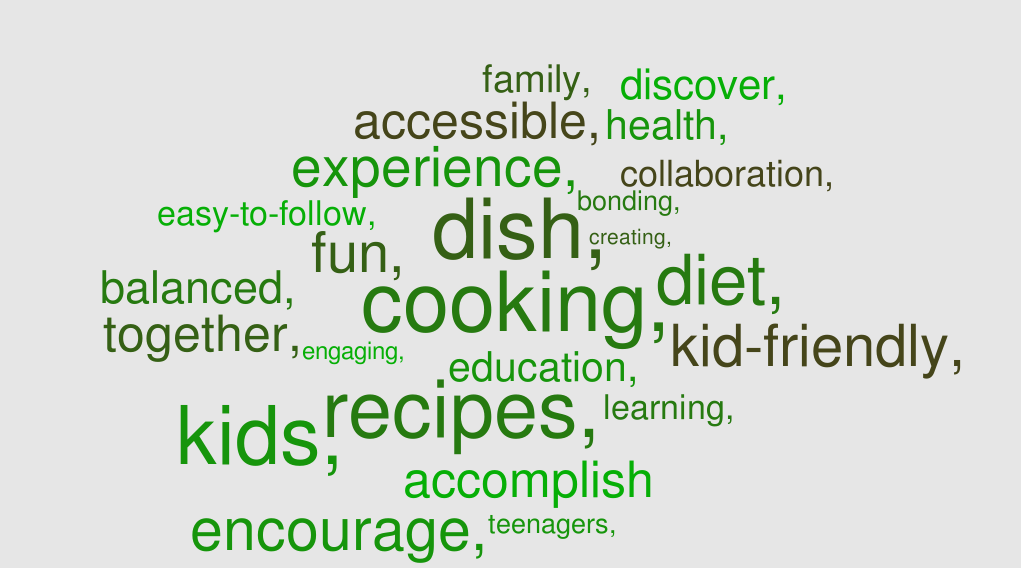 family,
discover,
accessible,
health,
experience,
collaboration,
bonding,
easy-to-follow,
dish,
creating,
fun,
diet,
balanced,
cooking,
together,
kid-friendly,
engaging,
education,
recipes,
learning,
kids,
accomplish
encourage,
teenagers,